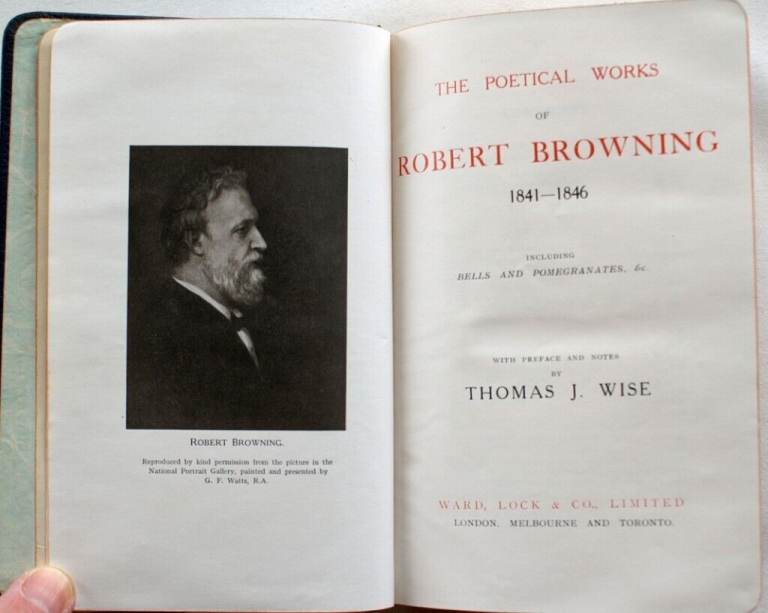 ROBERT BROWNING.
Reproduced by kind permission from the picture in the
National Portrait Gallery, painted and presented by
G. F. Watts, R.A.
THE POETICAL WORKS
OF
ROBERT BROWNING
1841—1846
INCLUDING
BELLS AND POMEGRANATES, &c.
WITH PREFACE AND NOTES
BY
THOMAS J. WISE
WARD, LOCK & CO., LIMITED
LONDON, MELBOURNE AND TORONTO.